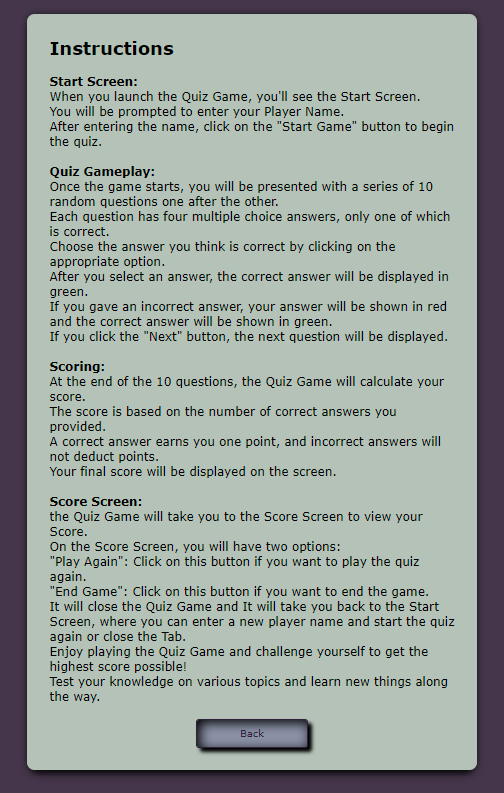 Instructions
Start Screen:
When you launch the Quiz Game, you'll see the Start Screen.
You will be prompted to enter your Player Name.
After entering the name, click on the "Start Game" button to begin
the quiz.
Quiz Gameplay:
Once the game starts, you will be presented with a series of 10
random questions one after the other.
Each question has four multiple choice answers, only one of which
is correct.
Choose the answer you think is correct by clicking on the
appropriate option.
After you select an answer, the correct answer will be displayed in
green.
If you gave an incorrect answer, your answer will be shown in red
and the correct answer will be shown in green.
If you click the "Next" button, the next question will be displayed.
Scoring:
At the end of the 10 questions, the Quiz Game will calculate your
score.
The score is based on the number of correct answers you
provided.
A correct answer earns you one point, and incorrect answers will
not deduct points.
Your final score will be displayed on the screen.
Score Screen:
the Quiz Game will take you to the Score Screen to view your
Score.
On the Score Screen, you will have two options:
"Play Again": Click on this button if you want to play the quiz
again.
"End Game": Click on this button if you want to end the game.
It will close the Quiz Game and It will take you back to the Start
Screen, where you can enter a new player name and start the quiz
again or close the Tab.
Enjoy playing the Quiz Game and challenge yourself to get the
highest score possible!
Test your knowledge on various topics and learn new things along
the way.
Back